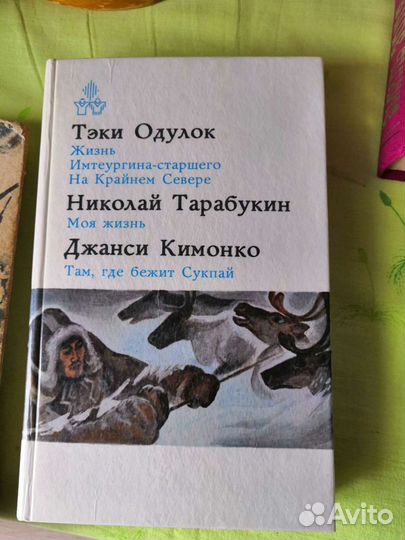 Тэки Одулок
Жизнь
Имтеургина-старшего
На Крайнем Севере
Николай Тарабукин
Моя жизнь
Джанси Кимонко
Там, где бежит Сукпай
Avito